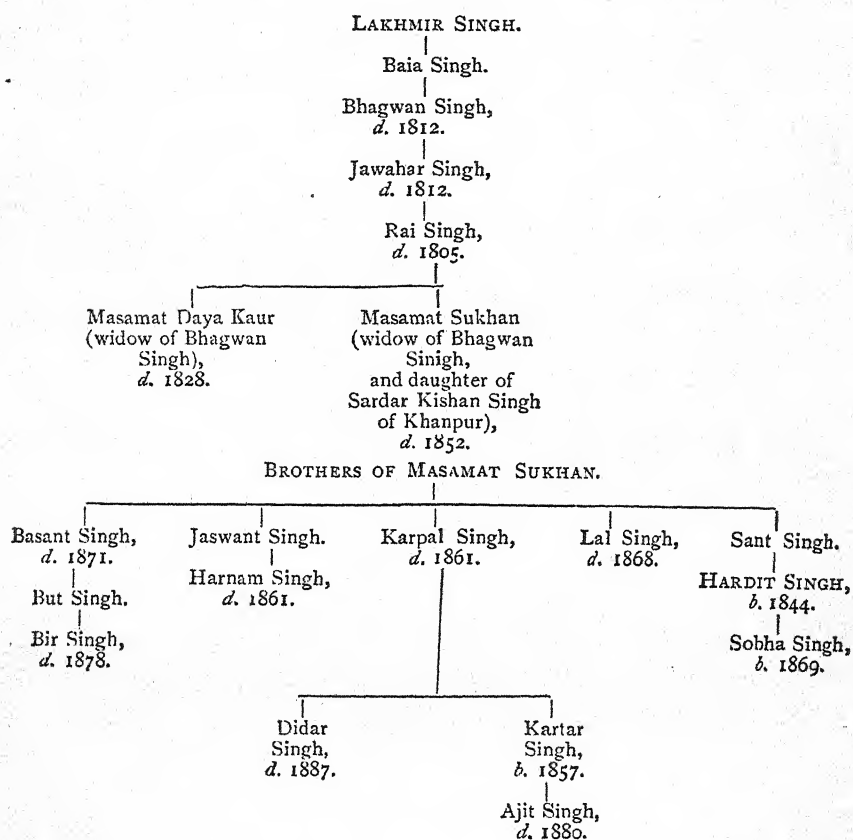 LAKHMIR SINGH.
Baia Singh.
Bhagwan Singh,
d. 1812.
Jawahar Singh,
d. 1812.
Rai Singh,
d. 1805.
Masamat Daya Kaur
(widow of Bhagwan
Singh),
d. 1828.
Masamat Sukhan
(widow of Bhagwan
Sinigh,
and daughter of
Sardar Kishan Singh
of Khanpur),
d. 1852.
BROTHERS OF MASAMAT SUKHAN.
Basant Singh,
d. 1871.
But Singh.
Bir Singh,
d. 1878.
Jaswant Singh.
Harnam Singh,
d. 1861.
Karpal Singh,
d. 1861.
Lal Singh,
d. 1868.
Sant Singh.
HARDIT SINGH,
b. 1844.
Sobha Singh,
b. 1869.
Didar
Singh,
d. 1887.
Kartar
Singh,
b. 1857.
Ajit Singh,
d. 1880.